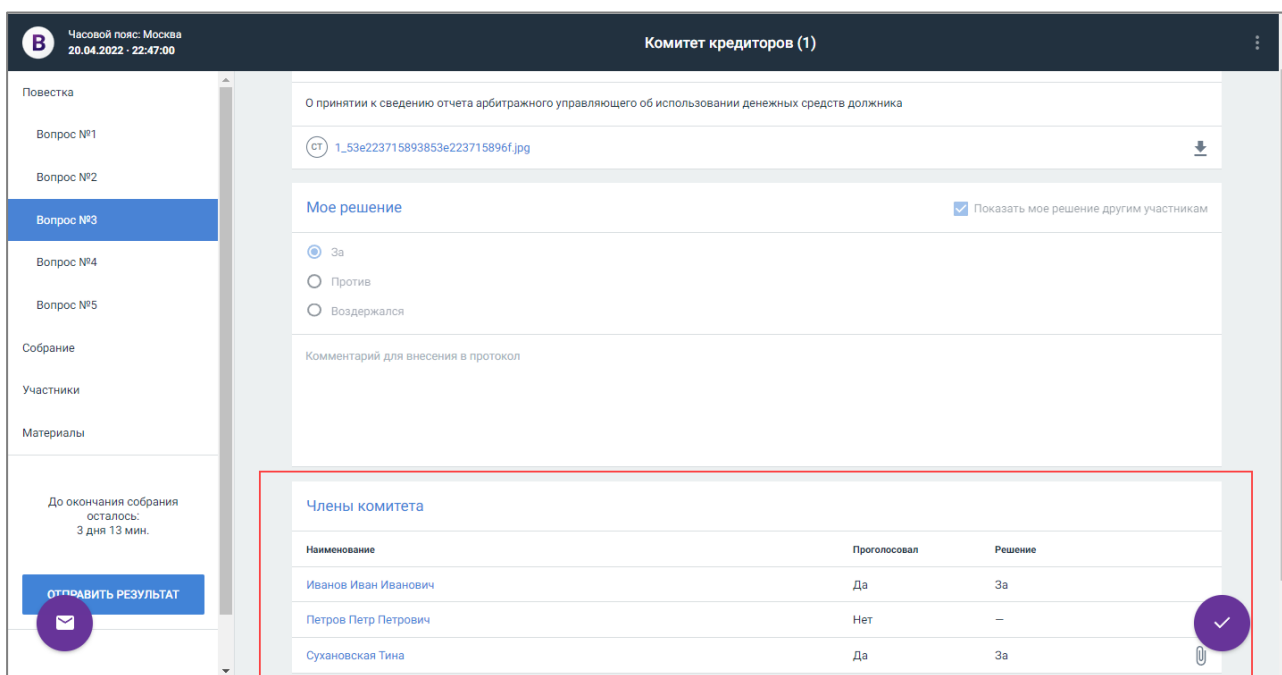 B
Часовой пояс: Москва
20.04.2022 · 22:47:00
Комитет кредиторов (1)
Повестка
Вопрос №1
Вопрос №2
Вопрос №3
Вопрос №4
Вопрос №5
Собрание
Участники
Материалы
До окончания собрания
осталось:
3 дня 13 мин.
ОТПРАВИТЬ РЕЗУЛЬТАТ
О принятии к сведению отчета арбитражного управляющего об использовании денежных средств должника
СТ 1_53e223715893853e223715896f.jpg
Мое решение
Показать мое решение другим участникам
За
Против
Воздержался
Комментарий для внесения в протокол
Члены комитета
Наименование Проголосовал Решение
Иванов Иван Иванович Да За
Петров Петр Петрович Нет —
Сухановская Тина Да За